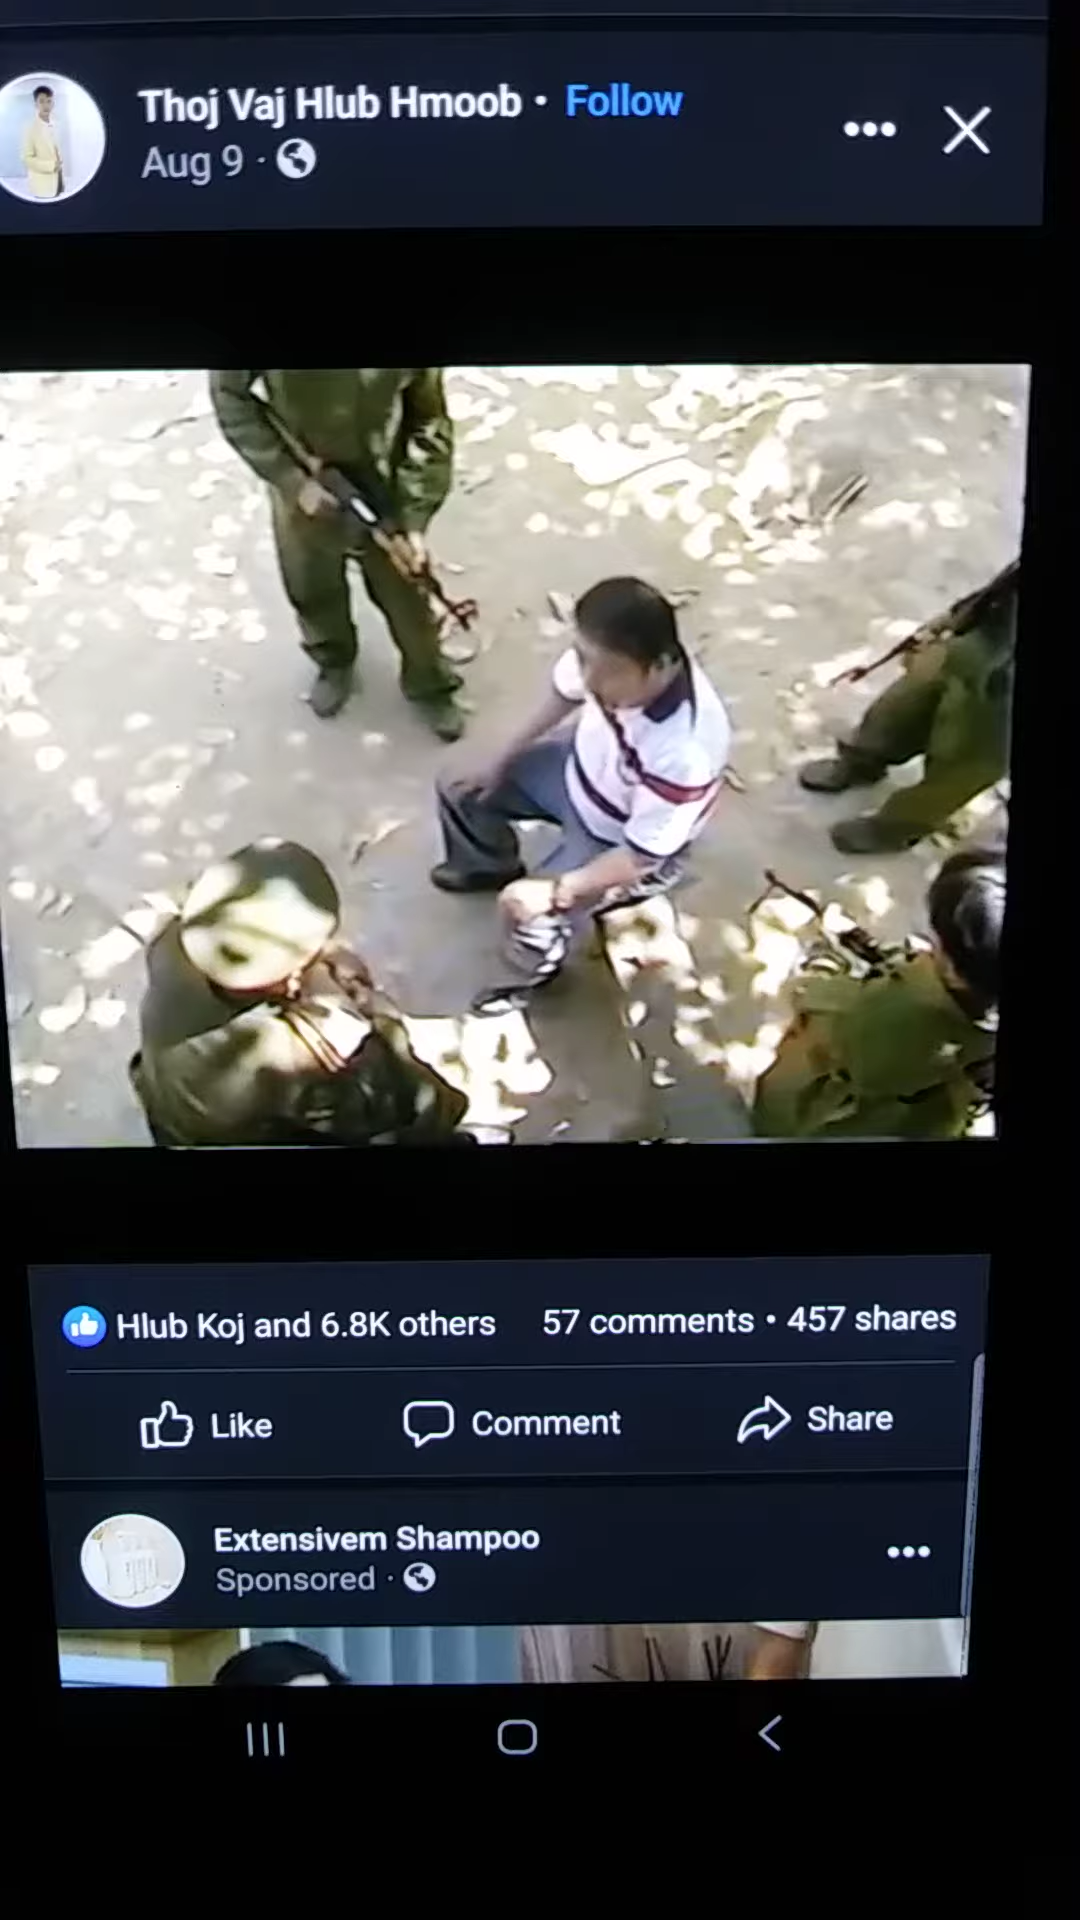 Thoj Vaj Hlub Hmoob · Follow
Aug 9 ·
Hlub Koj and 6.8K others 57 comments · 457 shares
Like Comment Share
Extensivem Shampoo
Sponsored ·